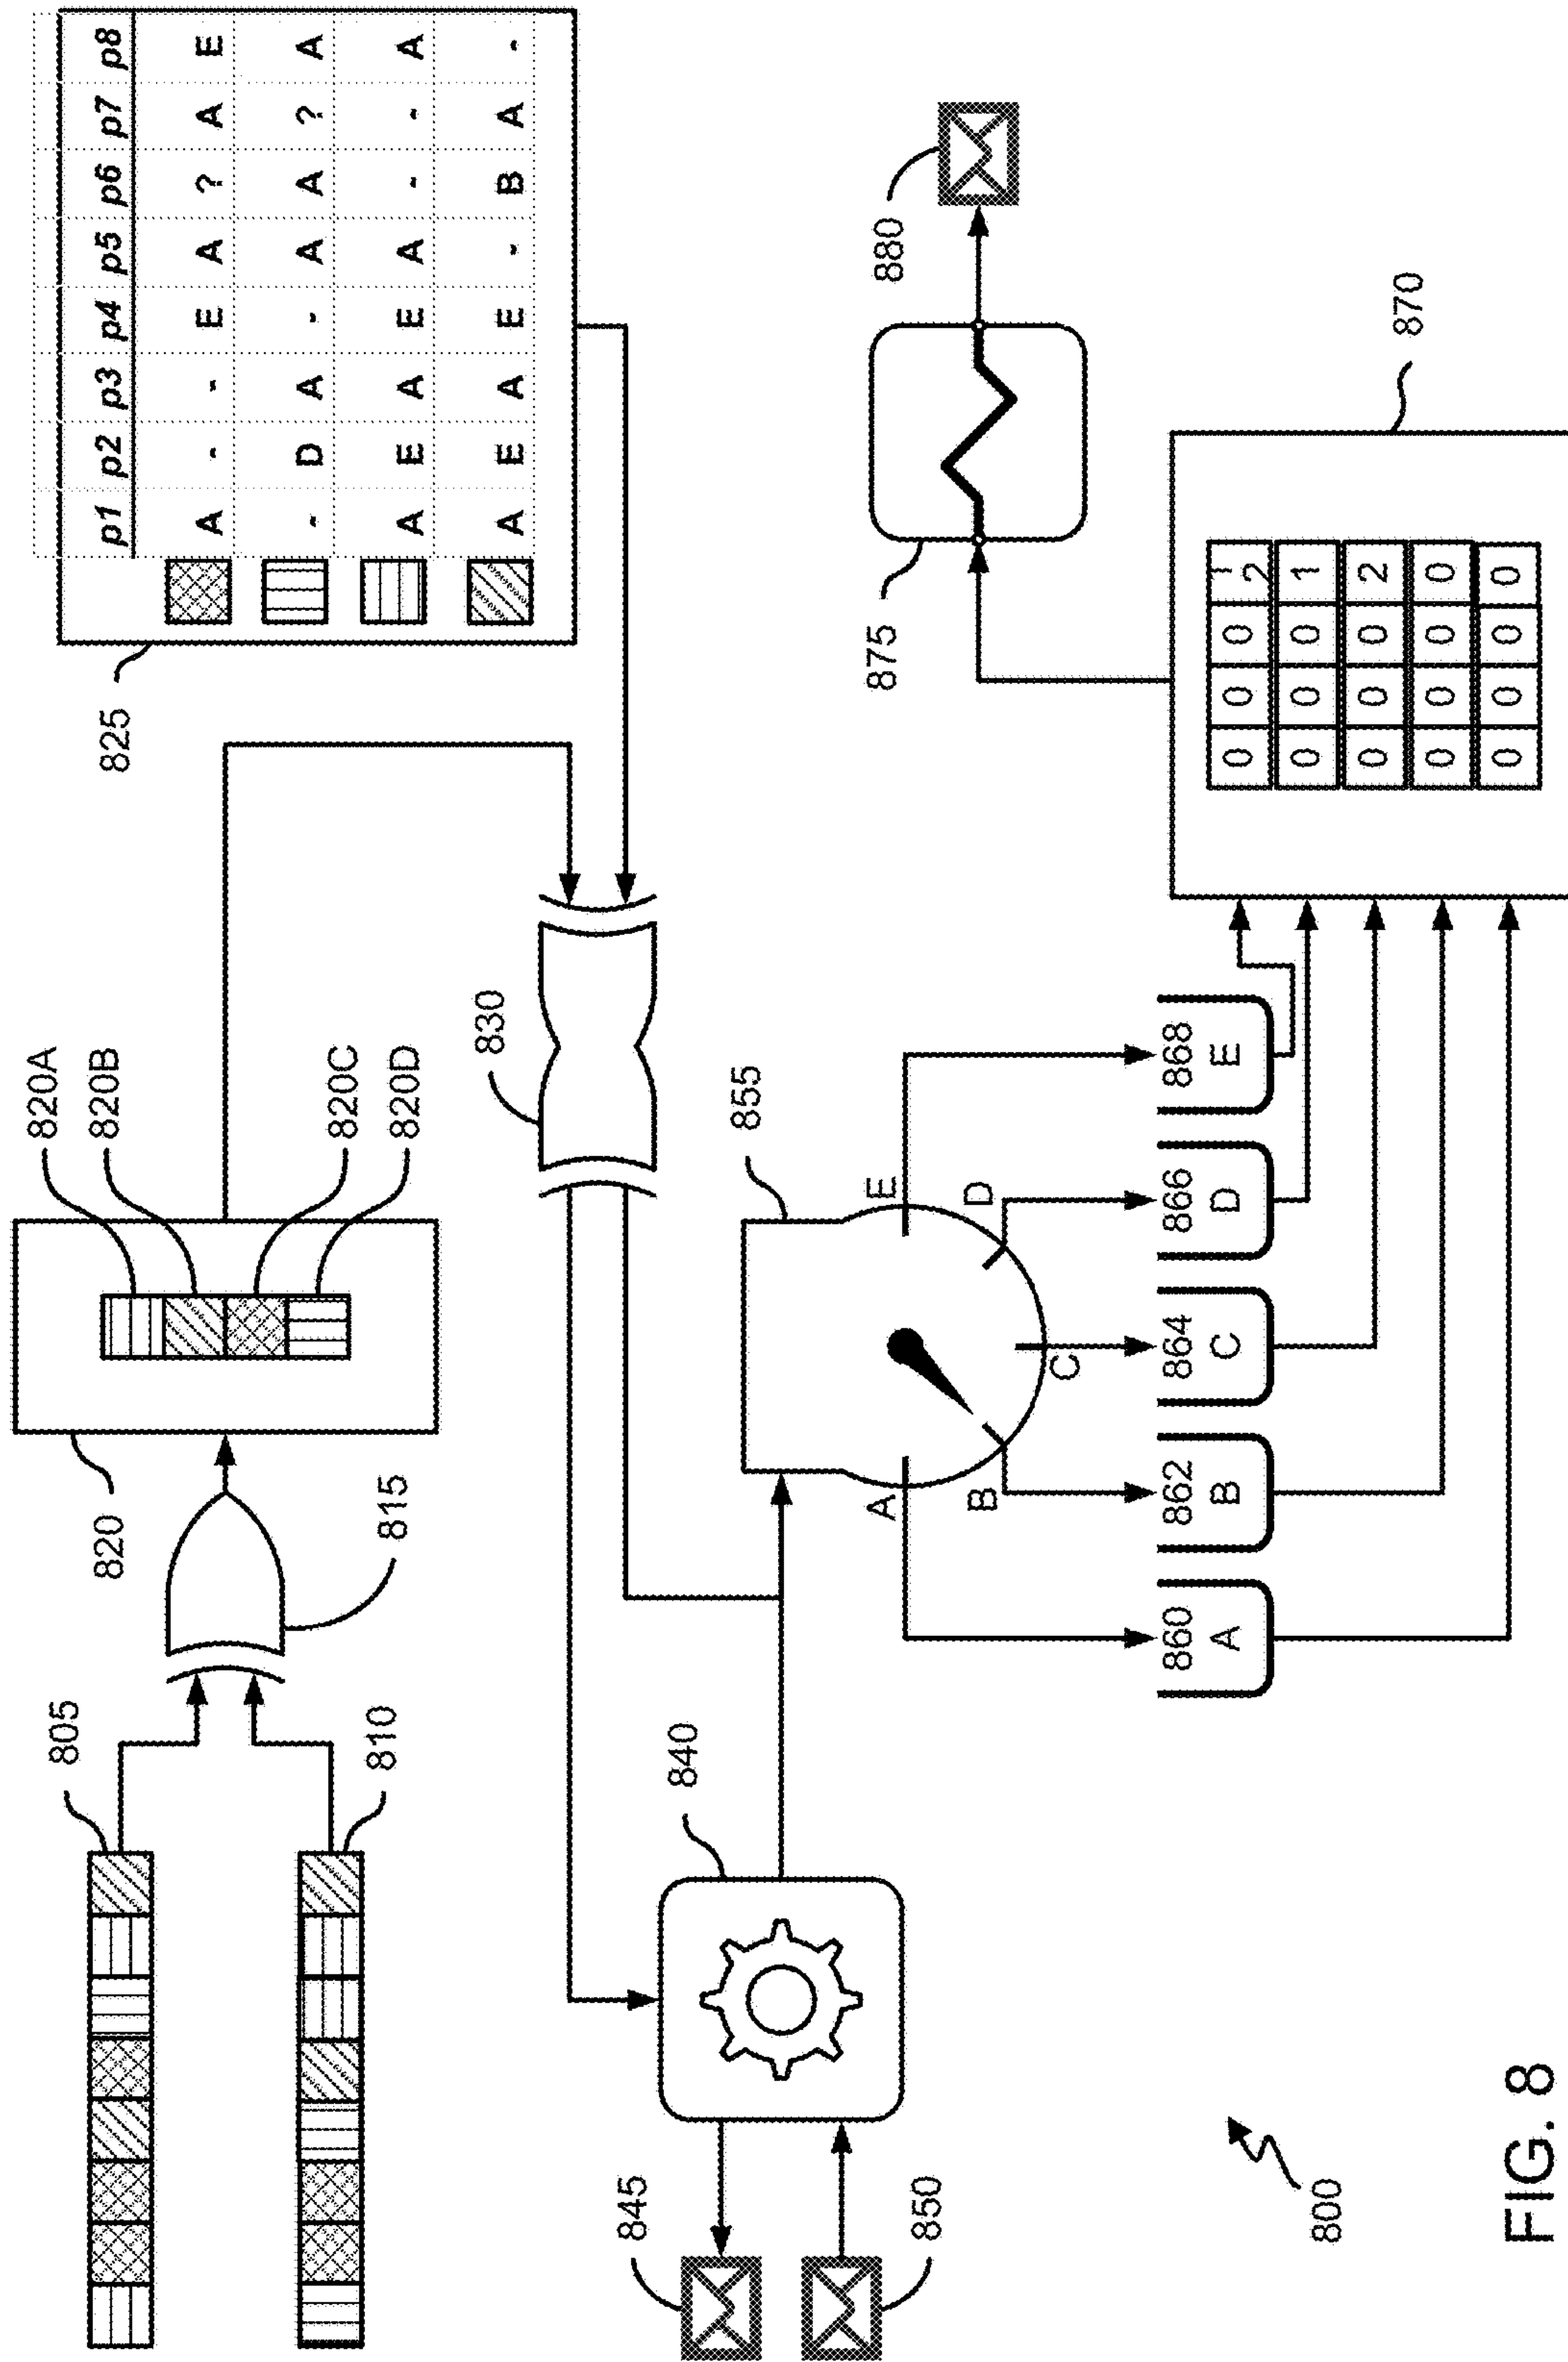 805
820
820A
820B
820C
820D
825
p1 p2 p3 p4 p5 p6 p7 p8
A - - E A ? A E
- D A - A A ? A
A E A E A - - A
A E A E - B A -
810
815
830
845
840
850
855
A
B
C
D
E
875
880
860
A
862
B
864
C
866
D
868
E
0 0 0 12
0 0 0 1
0 0 0 2
0 0 0 0
0 0 0 0
870
800
FIG. 8